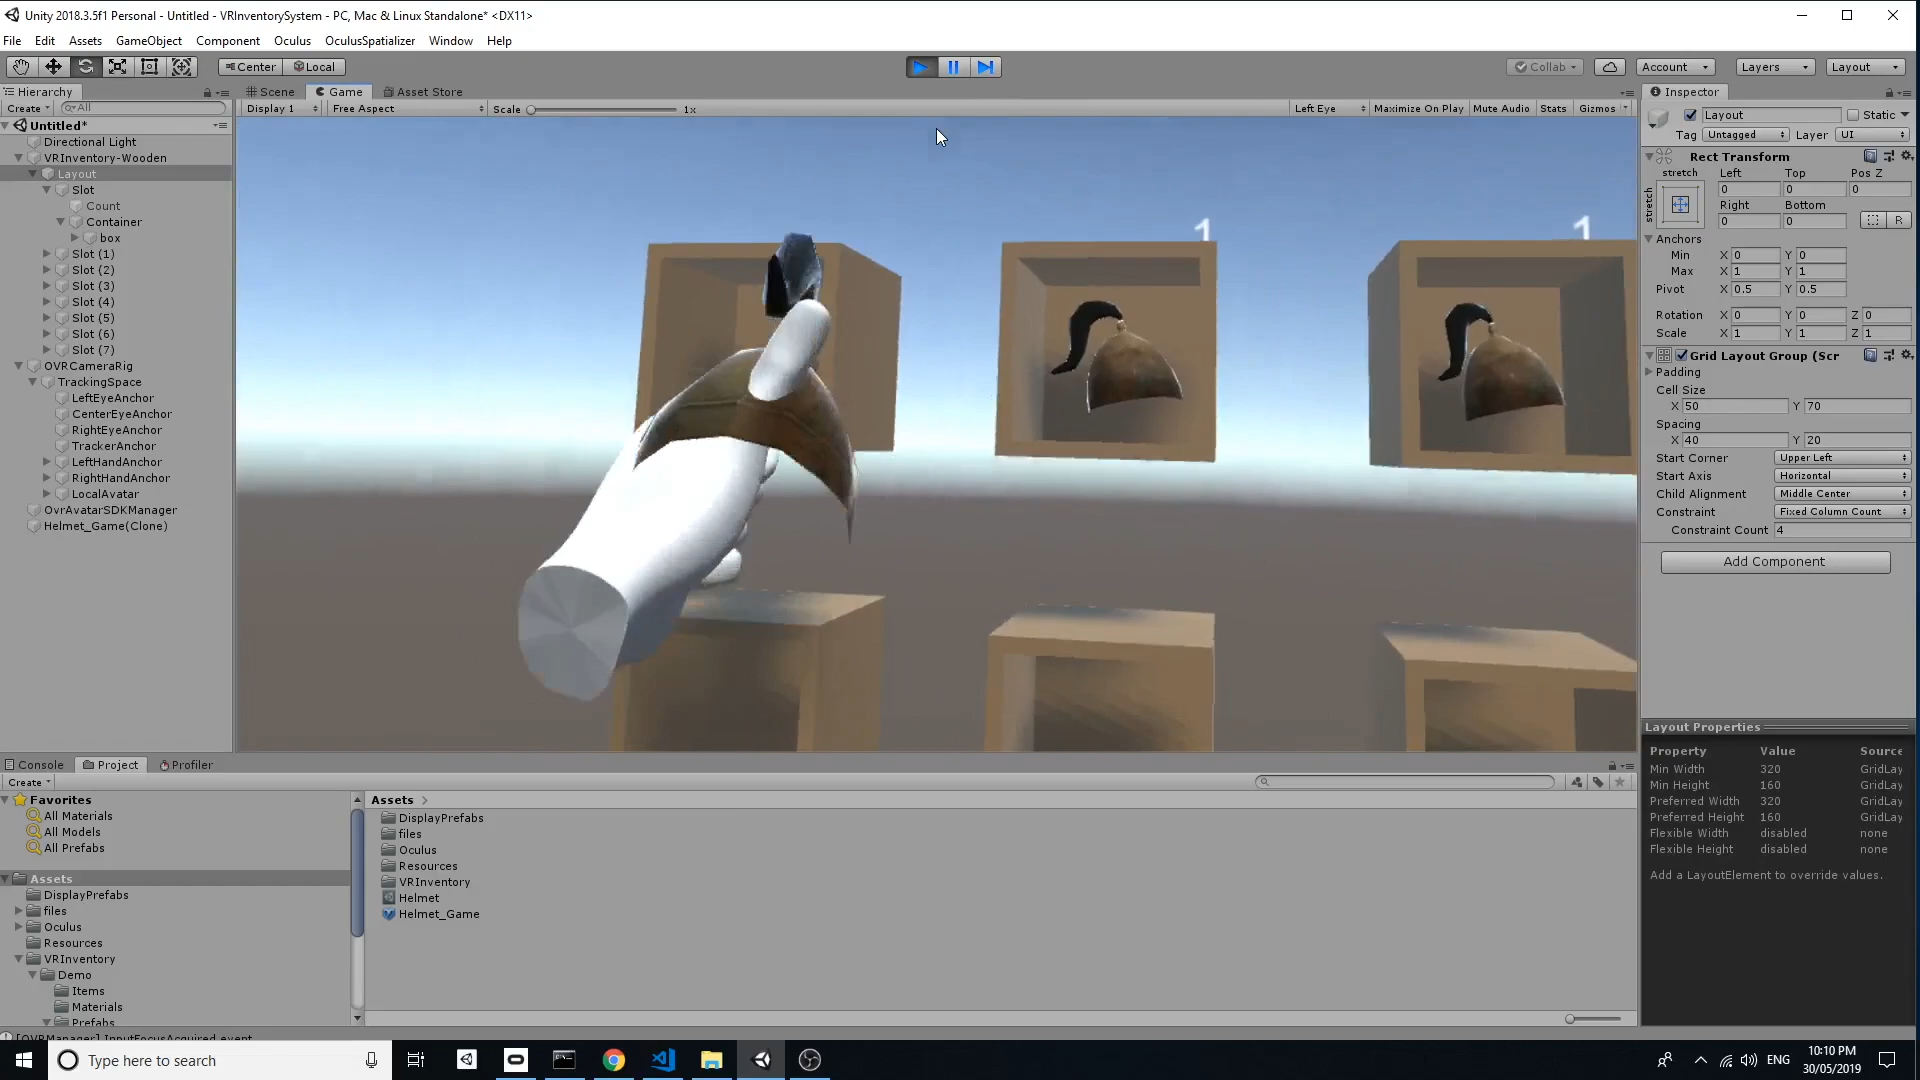 Unity 2018.3.5f1 Personal - Untitled - VRInventorySystem - PC, Mac & Linux Standalone* <DX11>
File Edit Assets GameObject Component Oculus OculusSpatializer Window Help
Center Local Collab Account Layers Layout
Hierarchy Scene Game Asset Store Inspector
Create All Display 1 Free Aspect Scale 1x Left Eye Maximize On Play Mute Audio Stats Gizmos
Untitled*
Directional Light
VRInventory-Wooden
Layout
Slot
Count
Container
box
Slot (1)
Slot (2)
Slot (3)
Slot (4)
Slot (5)
Slot (6)
Slot (7)
OVRCameraRig
TrackingSpace
LeftEyeAnchor
CenterEyeAnchor
RightEyeAnchor
TrackerAnchor
LeftHandAnchor
RightHandAnchor
LocalAvatar
OvrAvatarSDKManager
Helmet_Game(Clone)
1 1
Layout Static
Tag Untagged Layer UI
Rect Transform
stretch Left Top Pos Z
stretch
0 0 0
Right Bottom
0 0 R
Anchors
Min X 0 Y 0
Max X 1 Y 1
Pivot X 0.5 Y 0.5
Rotation X 0 Y 0 Z 0
Scale X 1 Y 1 Z 1
Grid Layout Group (Scr
Padding
Cell Size
X 50 Y 70
Spacing
X 40 Y 20
Start Corner Upper Left
Start Axis Horizontal
Child Alignment Middle Center
Constraint Fixed Column Count
Constraint Count 4
Add Component
Layout Properties
Property Value Source
Min Width 320 GridLay
Min Height 160 GridLay
Preferred Width 320 GridLay
Preferred Height 160 GridLay
Flexible Width disabled none
Flexible Height disabled none
Add a LayoutElement to override values.
Console Project Profiler
Create
Favorites
All Materials
All Models
All Prefabs
Assets
DisplayPrefabs
files
Oculus
Resources
VRInventory
Demo
Items
Materials
Prefabs
Assets
DisplayPrefabs
files
Oculus
Resources
VRInventory
Helmet
Helmet_Game
[OVRManager] InputFocusAcquired event
Type here to search
ENG
10:10 PM
30/05/2019